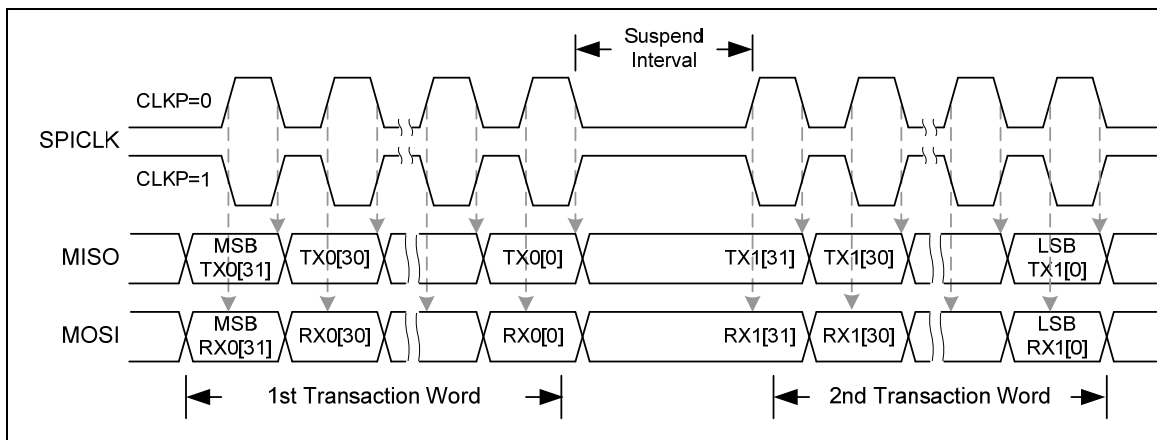 Suspend
Interval
CLKP=0
SPICLK
CLKP=1
MISO
MSB
TX0[31]
TX0[30]
TX0[0]
TX1[31]
TX1[30]
LSB
TX1[0]
MOSI
MSB
RX0[31]
RX0[30]
RX0[0]
RX1[31]
RX1[30]
LSB
RX1[0]
1st Transaction Word
2nd Transaction Word